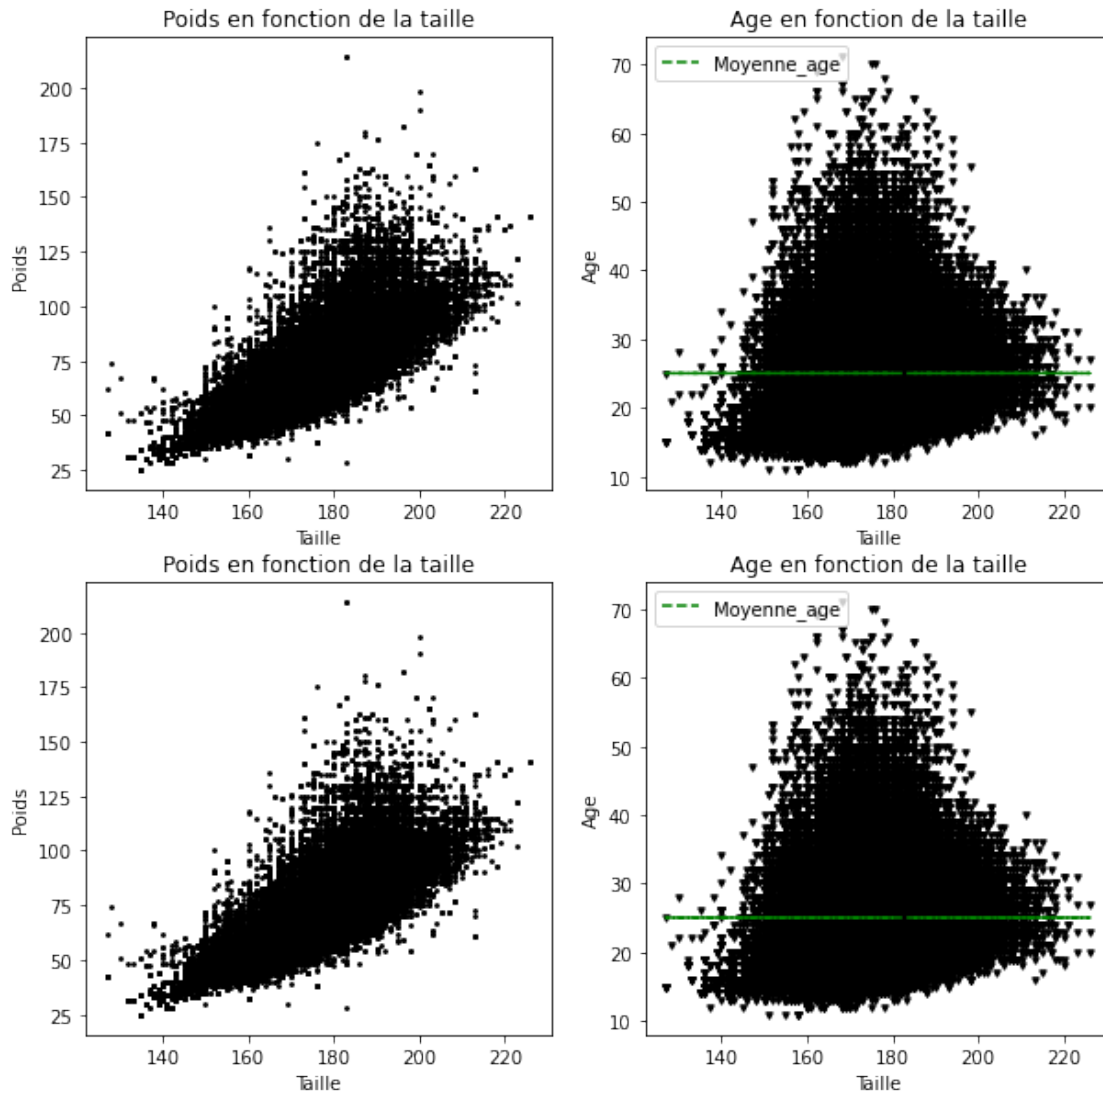 Poids en fonction de la taille
200
175
150
125
100
75
50
25
Poids
140 160 180 200 220
Taille
Age en fonction de la taille
Moyenne_age
70
60
50
40
30
20
10
Age
140 160 180 200 220
Taille
Poids en fonction de la taille
200
175
150
125
100
75
50
25
Poids
140 160 180 200 220
Taille
Age en fonction de la taille
Moyenne_age
70
60
50
40
30
20
10
Age
140 160 180 200 220
Taille